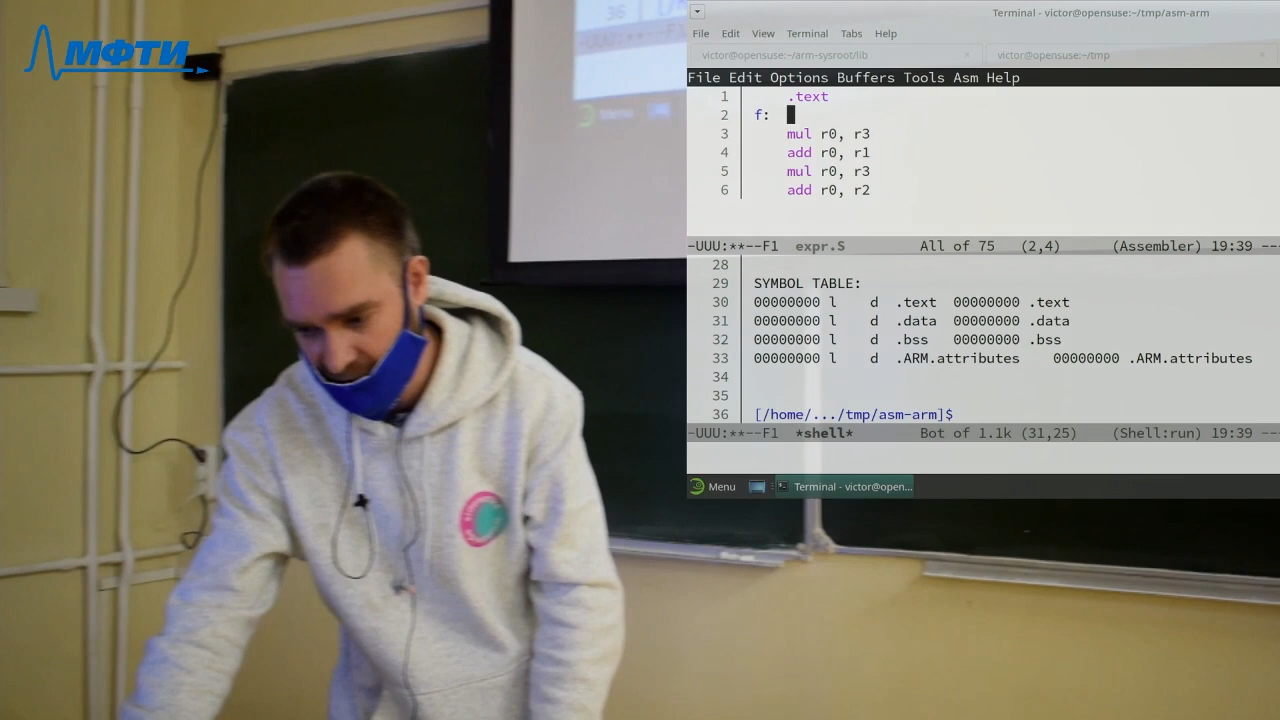 МФТИ
36
Menu
Terminal - victor@opensuse:~/tmp/asm-arm
File Edit View Terminal Tabs Help
victor@opensuse:~/arm-sysroot/lib × victor@opensuse:~/tmp ×
File Edit Options Buffers Tools Asm Help
1 .text
2 f:
3 mul r0, r3
4 add r0, r1
5 mul r0, r3
6 add r0, r2
-UUU:**--F1 expr.S All of 75 (2,4) (Assembler) 19:39 ---
28
29 SYMBOL TABLE:
30 00000000 l d .text 00000000 .text
31 00000000 l d .data 00000000 .data
32 00000000 l d .bss 00000000 .bss
33 00000000 l d .ARM.attributes 00000000 .ARM.attributes
34
35
36 [/home/.../tmp/asm-arm]$
-UUU:**--F1 *shell* Bot of 1.1k (31,25) (Shell:run) 19:39 ---
Menu Terminal - victor@open...